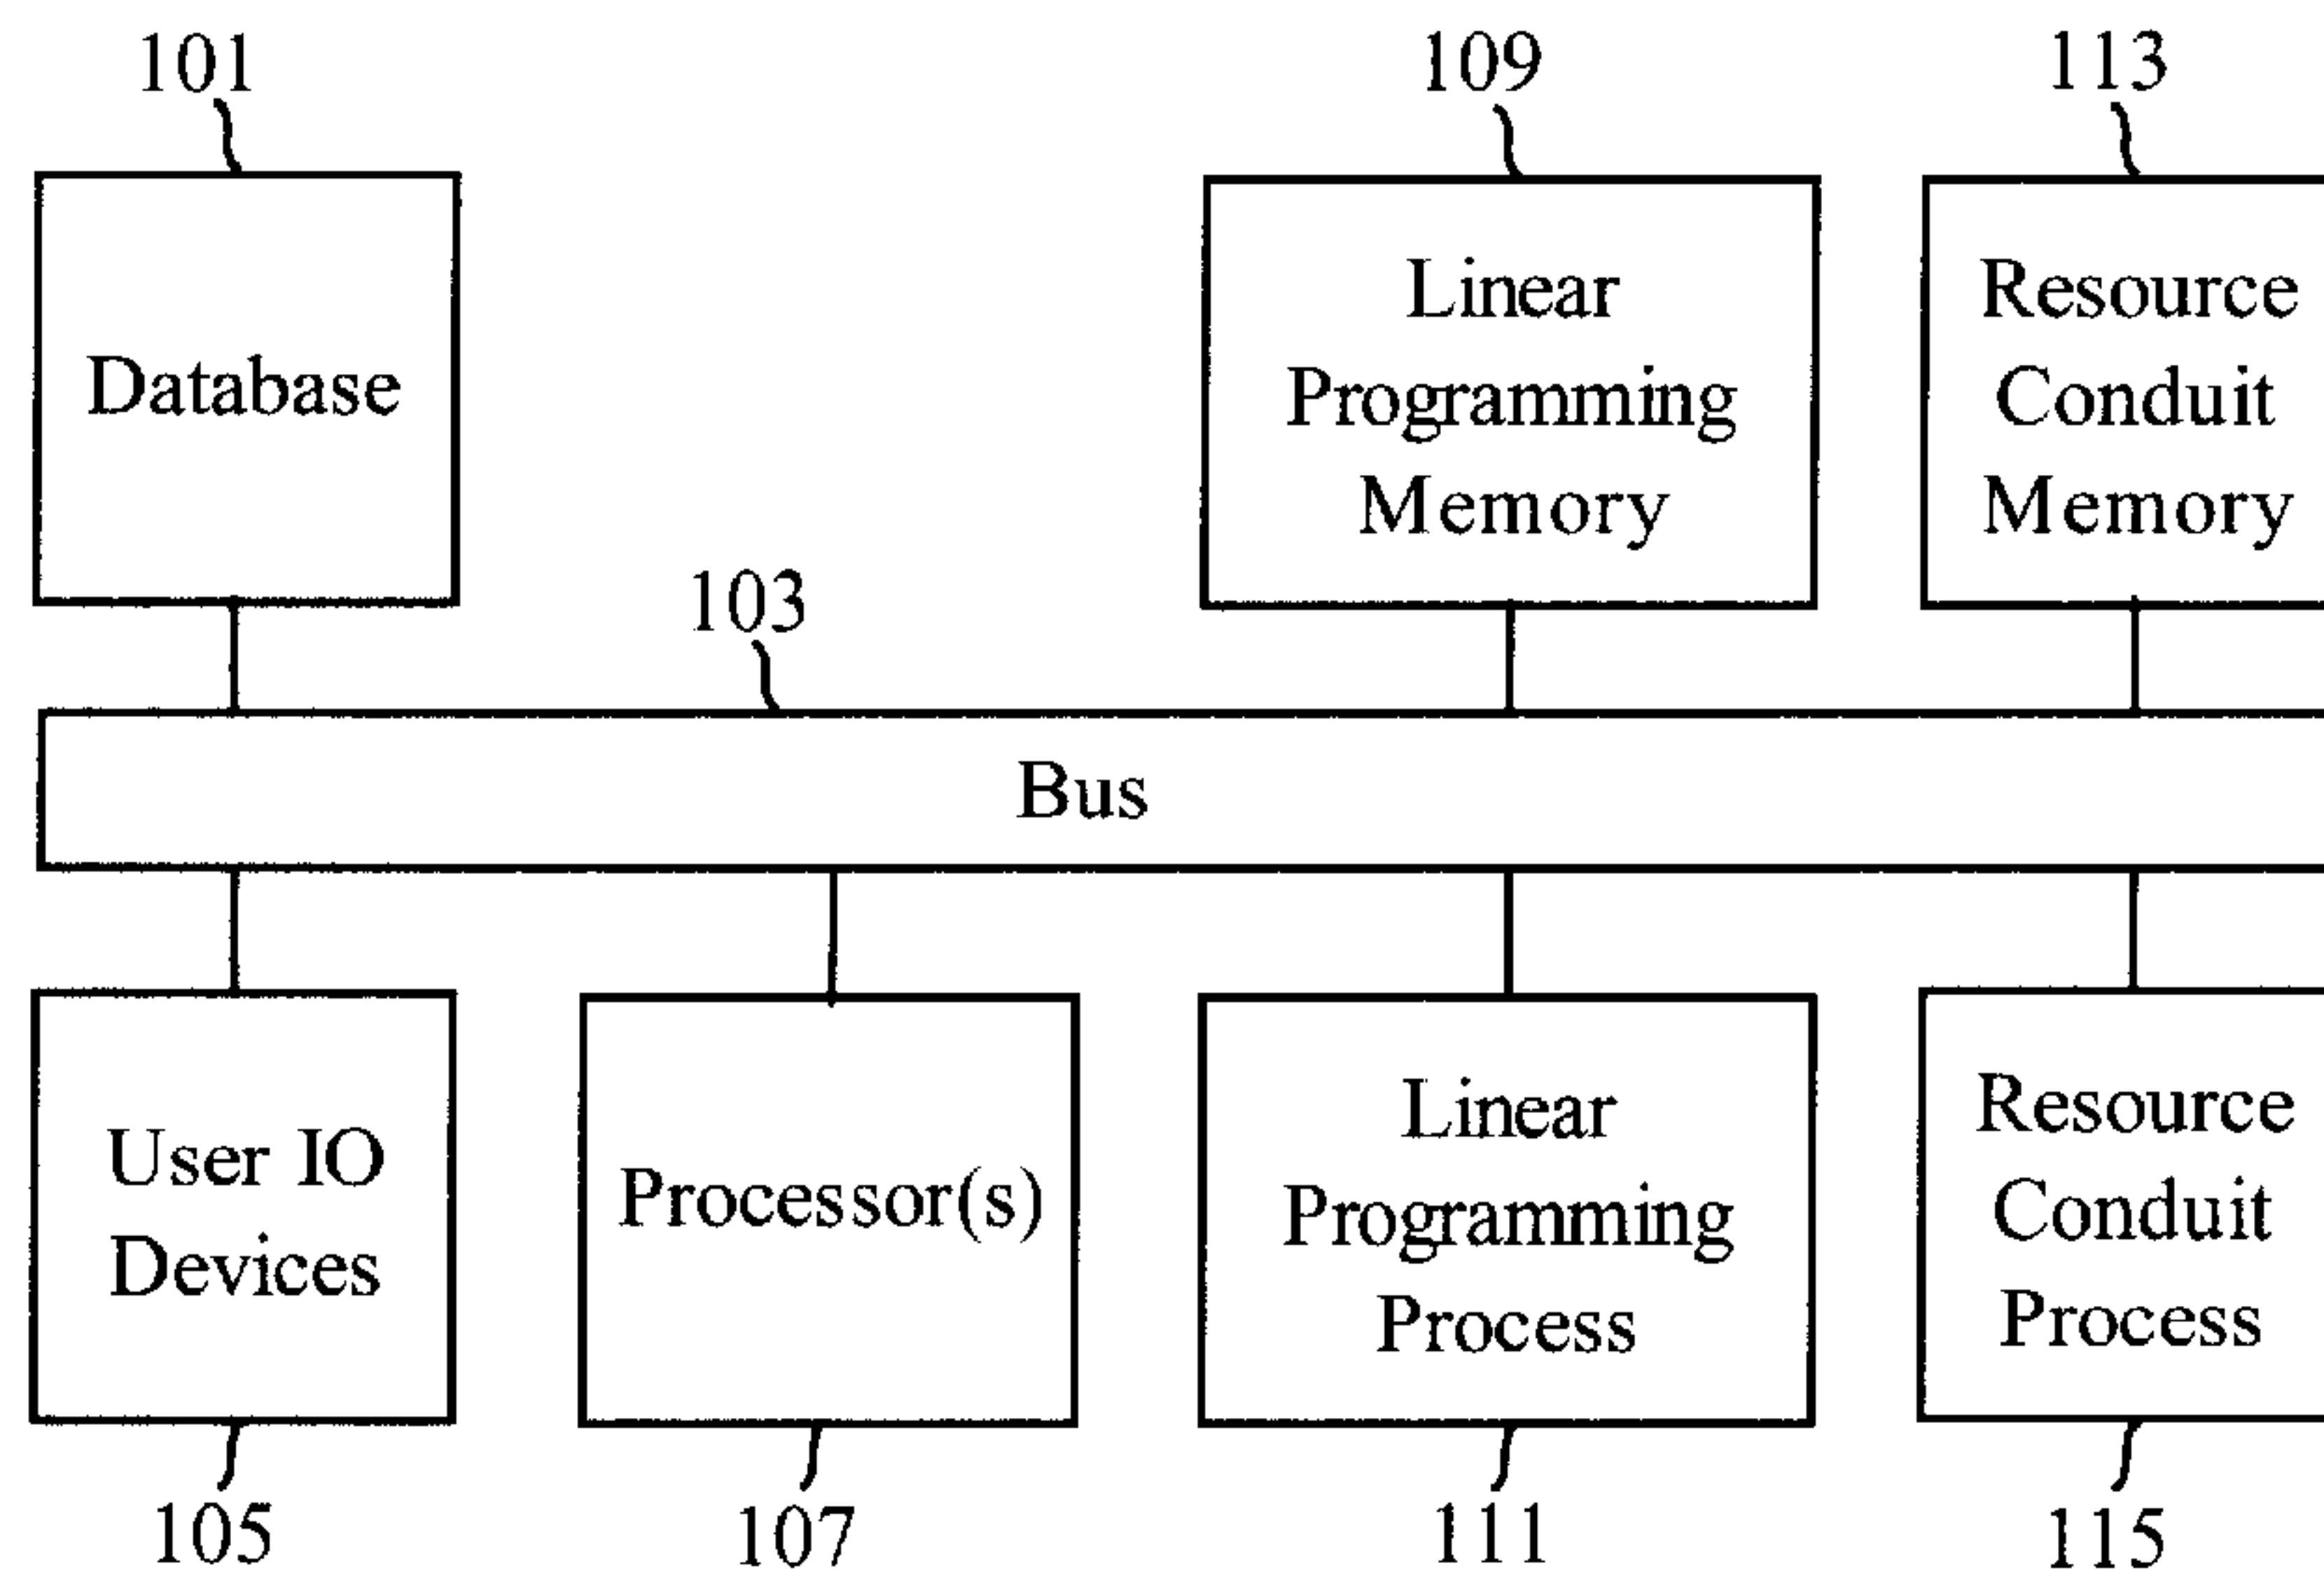 101
109
113
Database
Linear
Programming
Memory
Resource
Conduit
Memory
103
Bus
User IO
Devices
Processor(s)
Linear
Programming
Process
Resource
Conduit
Process
105
107
111
115